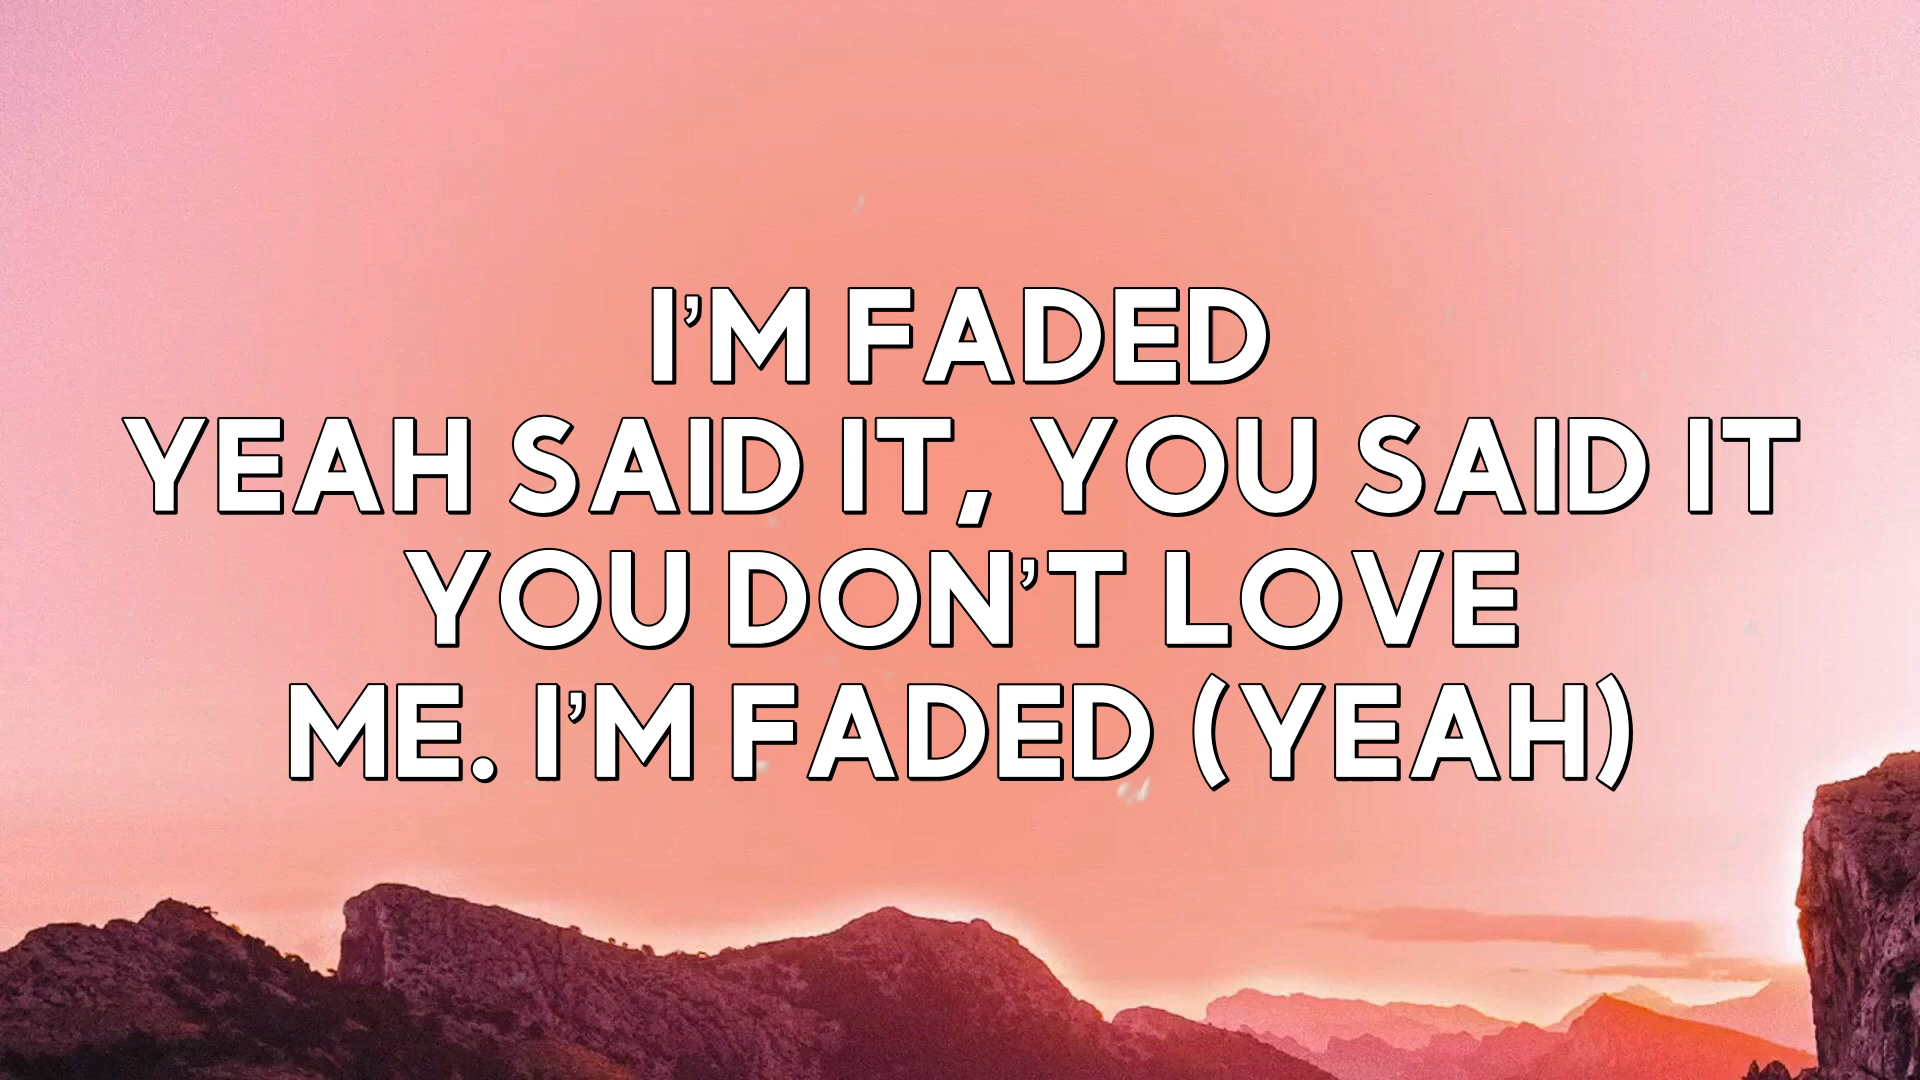 I'M FADED
YEAH SAID IT, YOU SAID IT
YOU DON'T LOVE
ME. I'M FADED (YEAH)